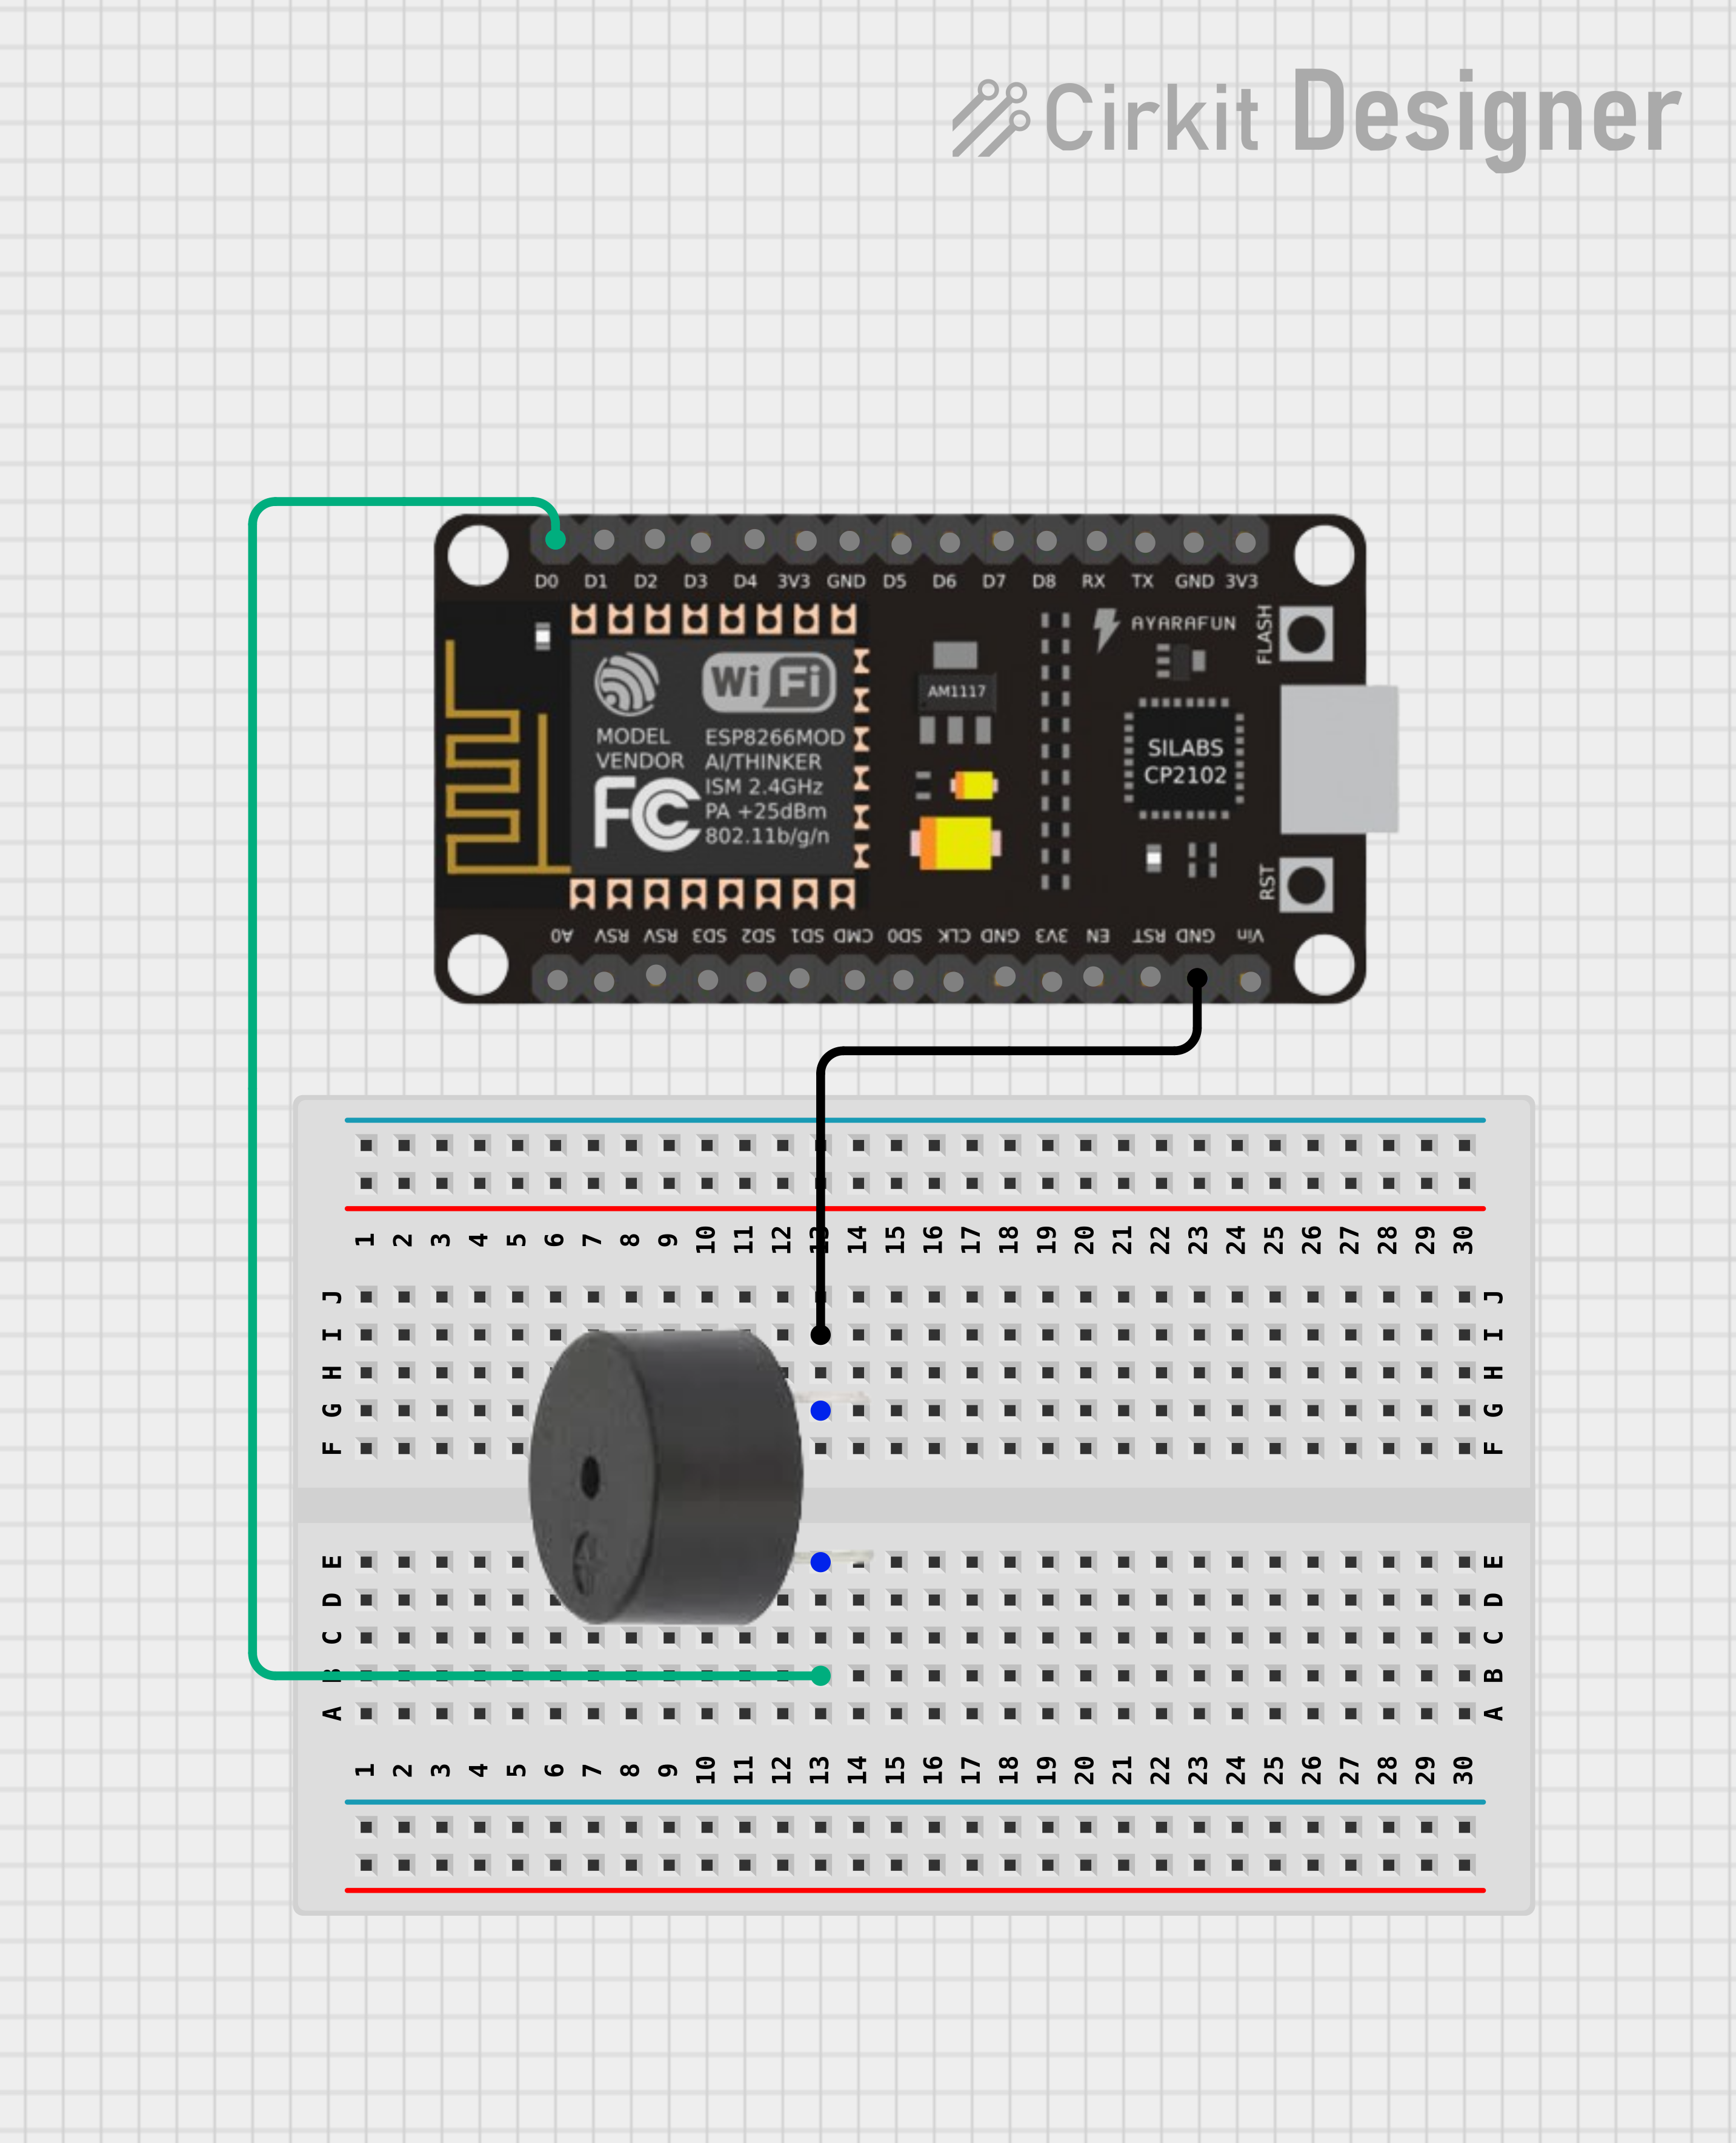 Cirkit Designer
D0 D1 D2 D3 D4 3V3 GND D5 D6 D7 D8 RX TX GND 3V3
AYARAFUN
FLASH
WiFi
AM1117
MODEL ESP8266MOD
VENDOR AI/THINKER
ISM 2.4GHz
FC PA +25dBm
802.11b/g/n
SILABS
CP2102
RST
A0 RSV RSV SD3 SD2 SD1 CMD SD0 CLK GND 3V3 EN RST GND Vin
1 2 3 4 5 6 7 8 9 10 11 12 13 14 15 16 17 18 19 20 21 22 23 24 25 26 27 28 29 30
J J
I I
H H
G G
F F
E E
D D
C C
B B
A A
1 2 3 4 5 6 7 8 9 10 11 12 13 14 15 16 17 18 19 20 21 22 23 24 25 26 27 28 29 30